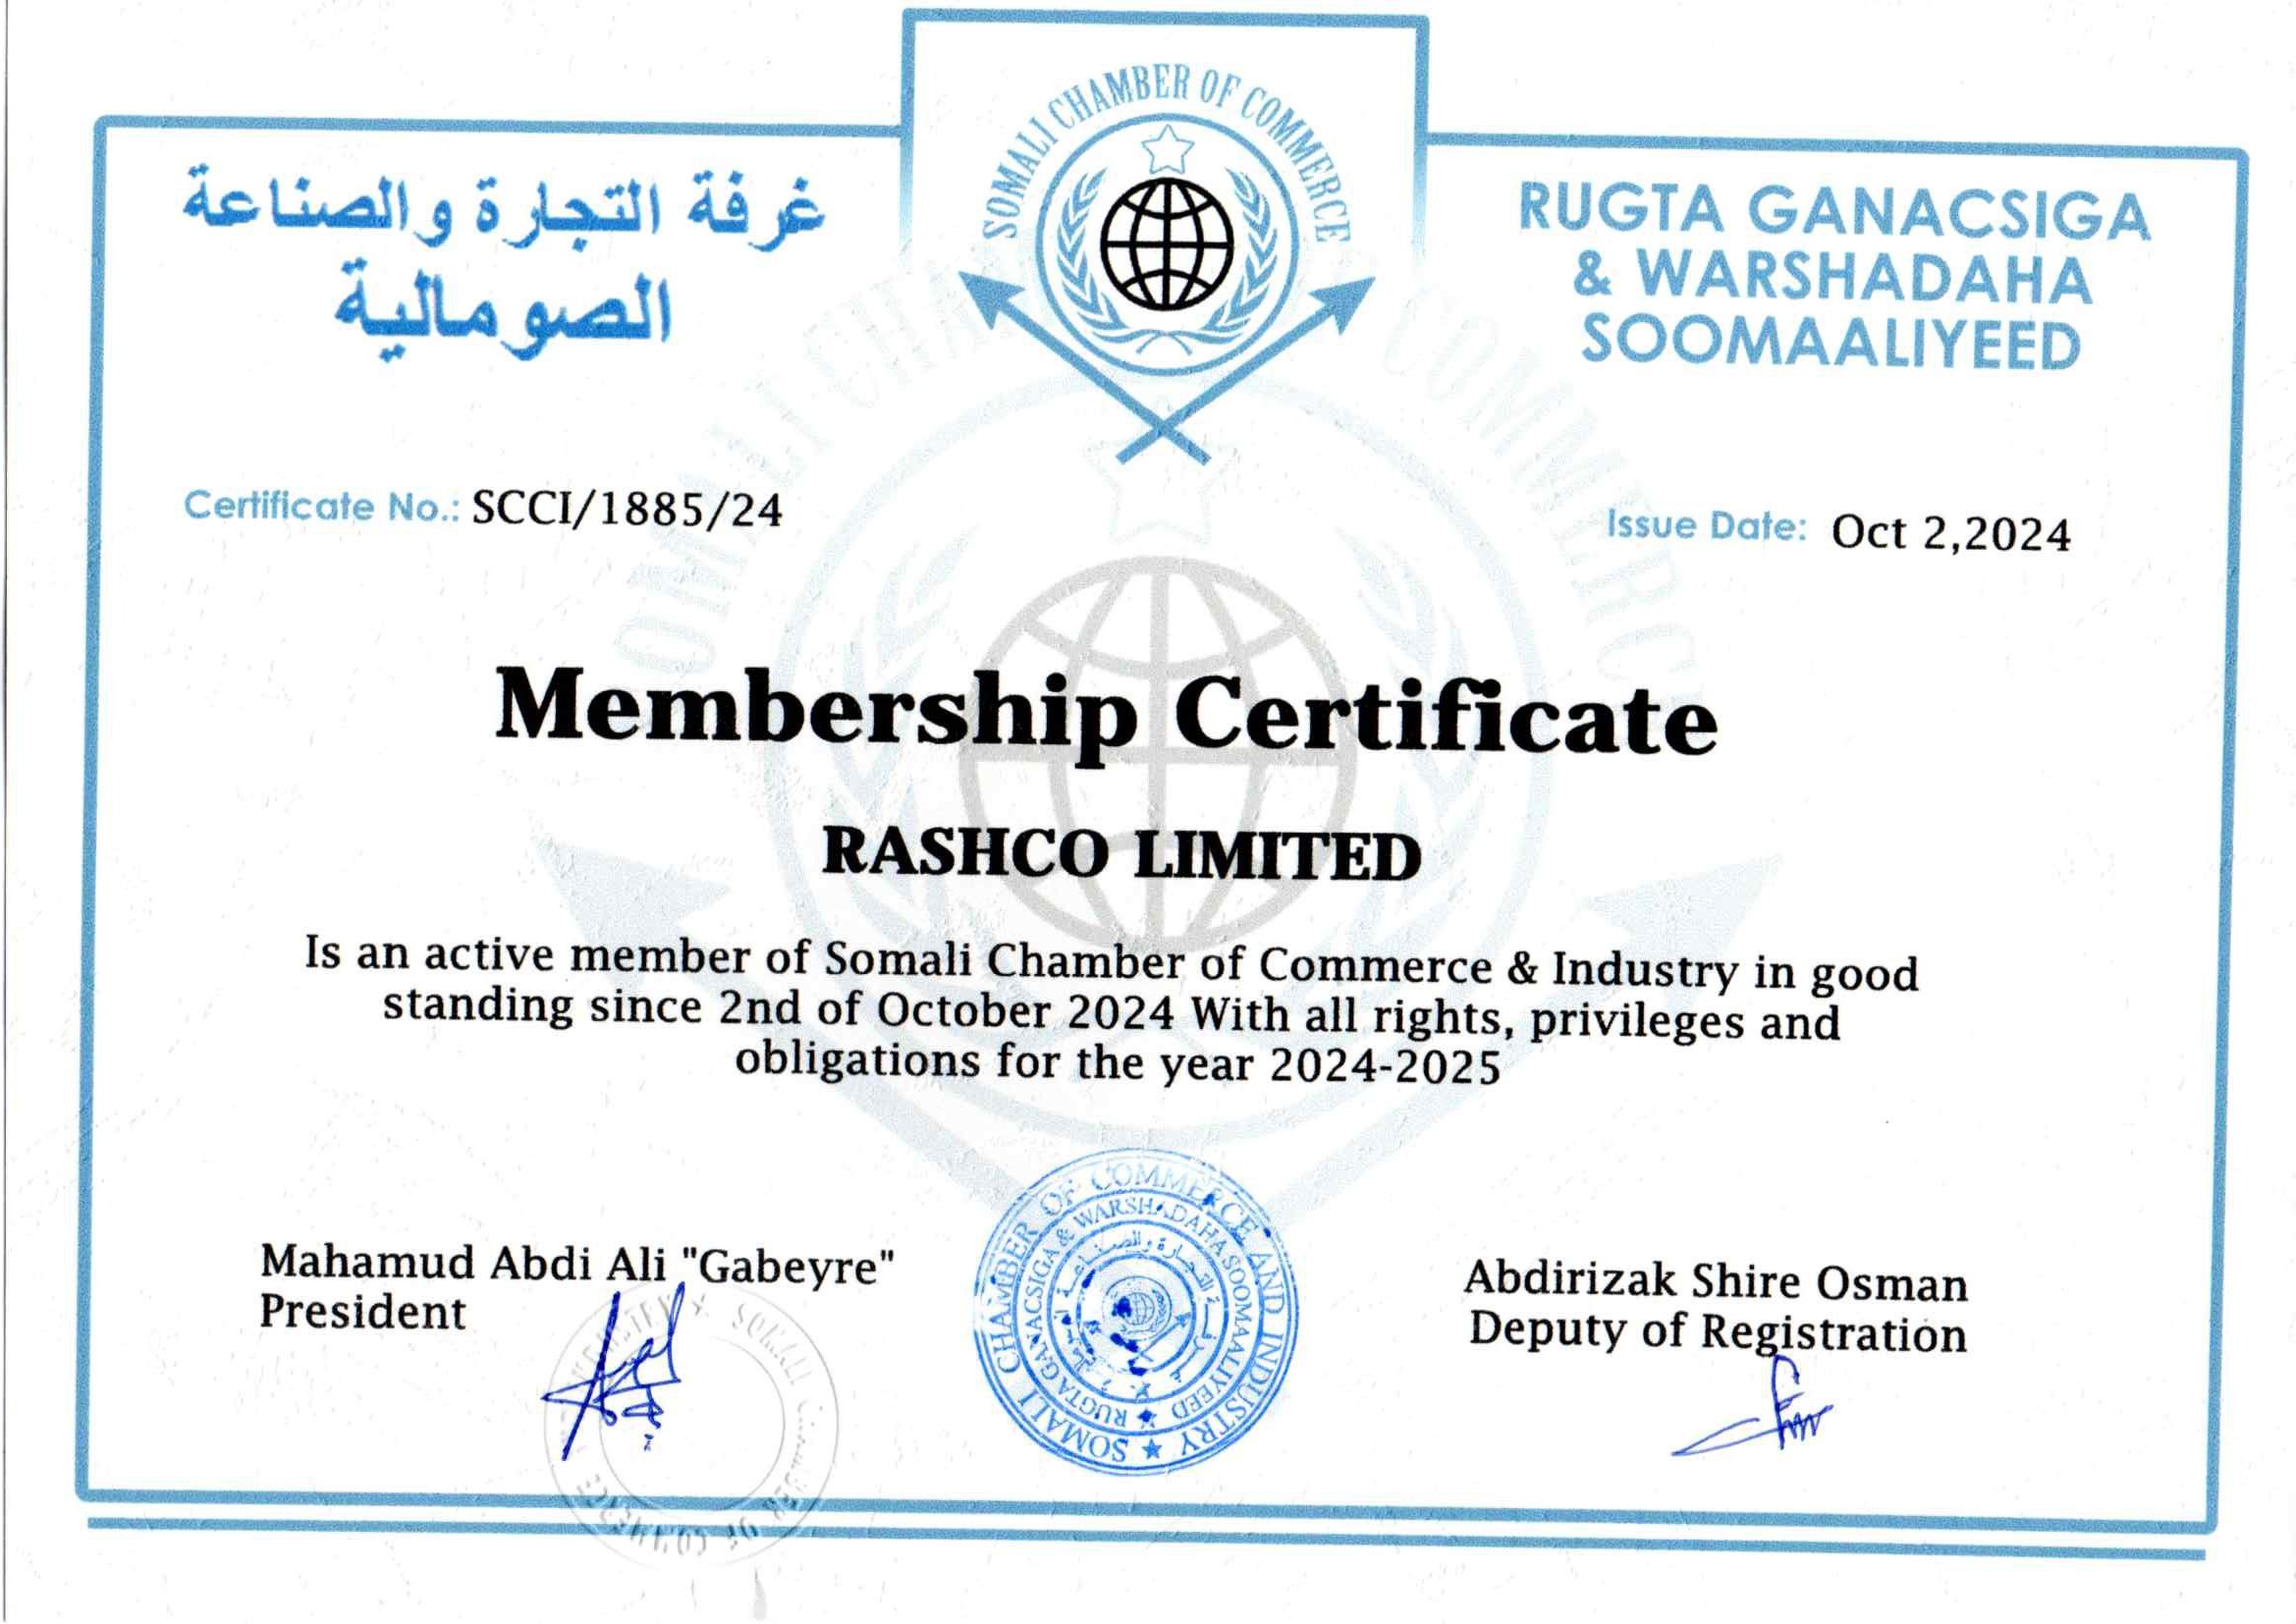 SOMALI CHAMBER OF COMMERCE
غرفة التجارة والصناعة
الصومالية
RUGTA GANACSIGA
& WARSHADAHA
SOOMAALIYEED
Certificate No.: SCCI/1885/24
Issue Date: Oct 2,2024
Membership Certificate
RASHCO LIMITED
Is an active member of Somali Chamber of Commerce & Industry in good
standing since 2nd of October 2024 With all rights, privileges and
obligations for the year 2024-2025
Mahamud Abdi Ali "Gabeyre"
President
SOMALI CHAMBER OF COMMERCE AND INDUSTRY
RUGTA GANACSIGA & WARSHADAHA SOOMAALIYEED
Abdirizak Shire Osman
Deputy of Registration
SOMALI CHAMBER OF COMMERCE